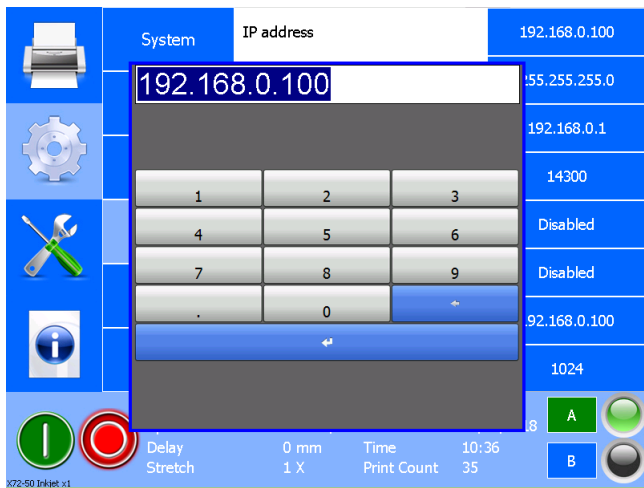 System
IP address
192.168.0.100
192.168.0.100
255.255.255.0
192.168.0.1
14300
1 2 3
4 5 6
Disabled
7 8 9
Disabled
. 0
192.168.0.100
1024
A
Delay 0 mm Time 10:36
Stretch 1 X Print Count 35
B
X72-50 Inkjet x1